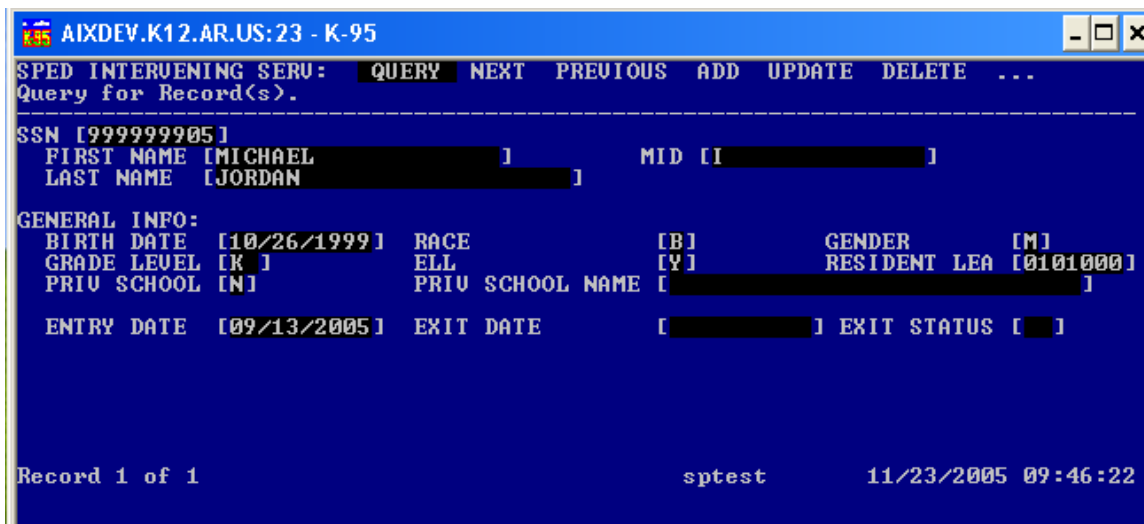 K95 AIXDEV.K12.AR.US:23 - K-95
SPED INTERVENING SERV: QUERY NEXT PREVIOUS ADD UPDATE DELETE ...
Query for Record(s).
SSN [999999905]
FIRST NAME [MICHAEL ] MID [I ]
LAST NAME [JORDAN ]
GENERAL INFO:
BIRTH DATE [10/26/1999] RACE [B] GENDER [M]
GRADE LEVEL [K ] ELL [Y] RESIDENT LEA [0101000]
PRIV SCHOOL [N] PRIV SCHOOL NAME [ ]
ENTRY DATE [09/13/2005] EXIT DATE [ ] EXIT STATUS [ ]
Record 1 of 1 sptest 11/23/2005 09:46:22